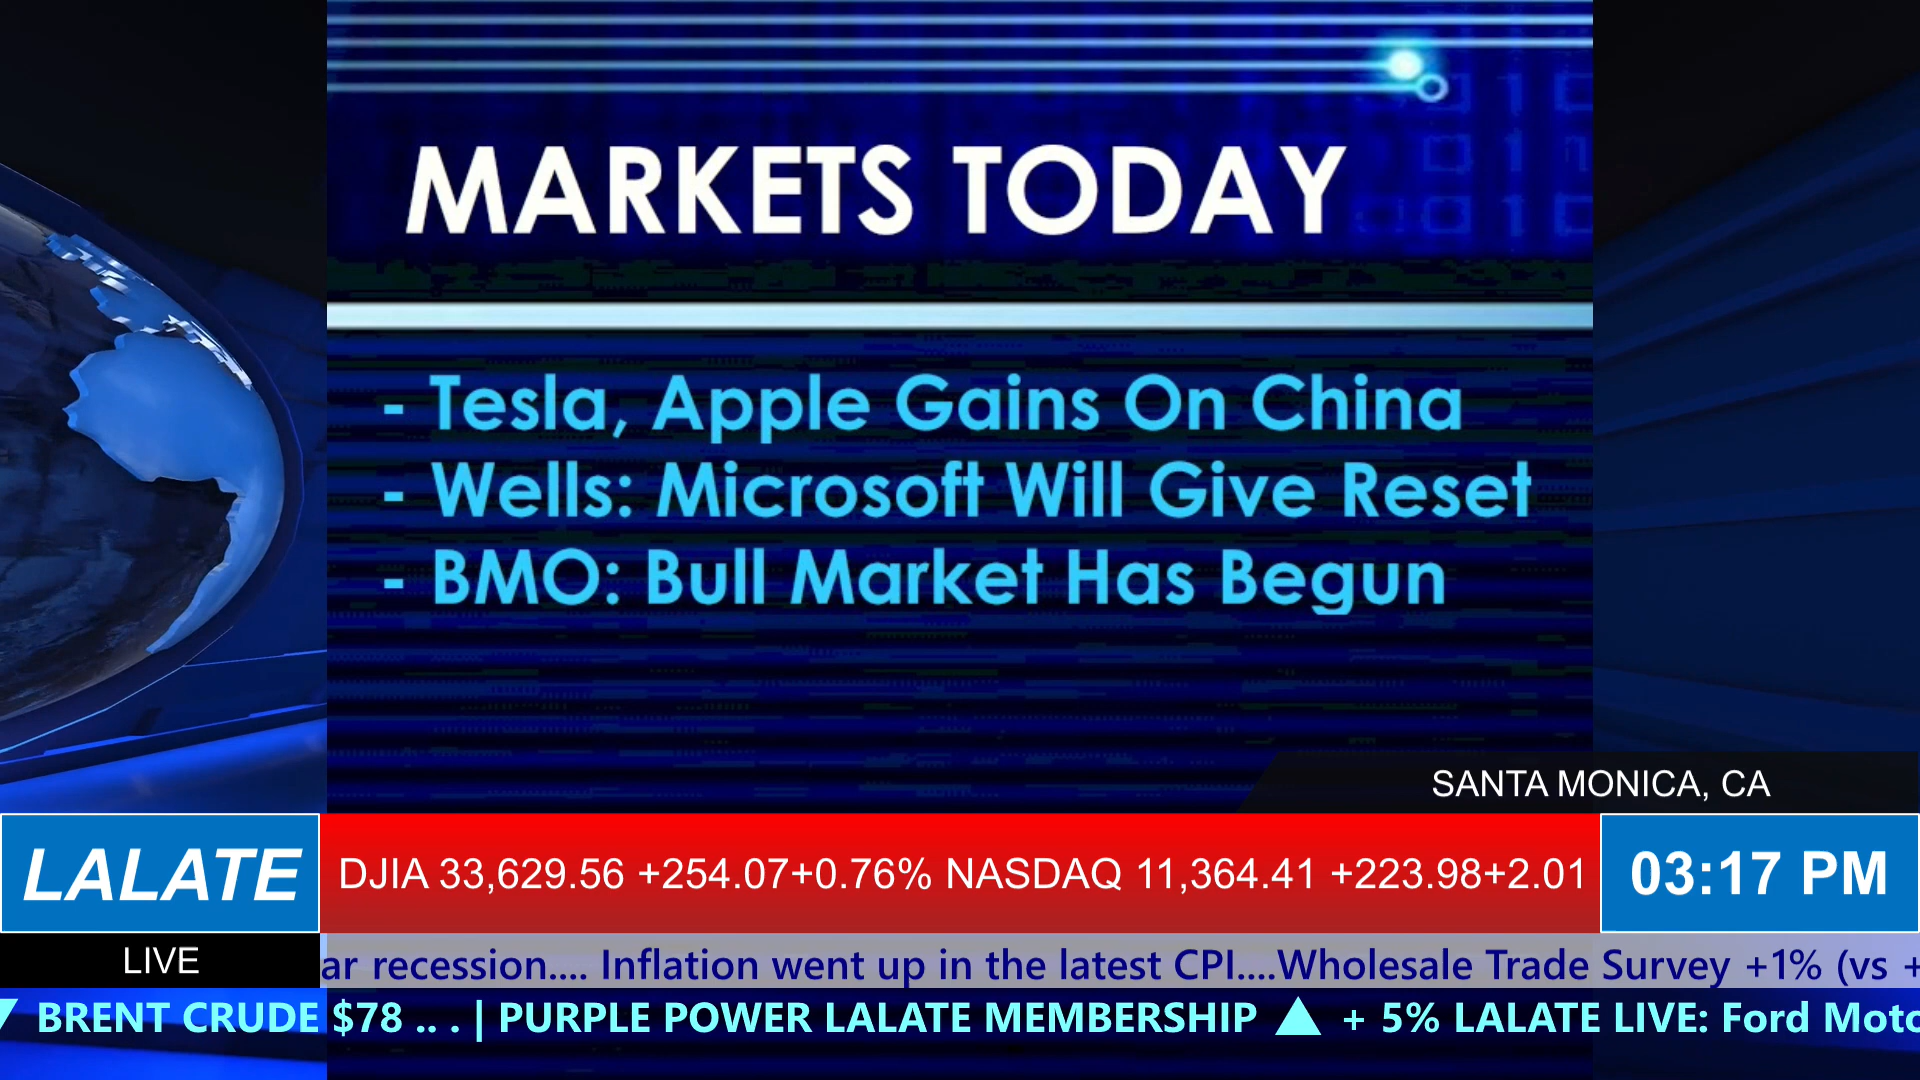 MARKETS TODAY
- Tesla, Apple Gains On China
- Wells: Microsoft Will Give Reset
- BMO: Bull Market Has Begun
SANTA MONICA, CA
LALATE
DJIA 33,629.56 +254.07+0.76% NASDAQ 11,364.41 +223.98+2.01
03:17 PM
LIVE
ar recession.... Inflation went up in the latest CPI....Wholesale Trade Survey +1% (vs +
▼ BRENT CRUDE $78 .. . | PURPLE POWER LALATE MEMBERSHIP ▲ + 5% LALATE LIVE: Ford Moto